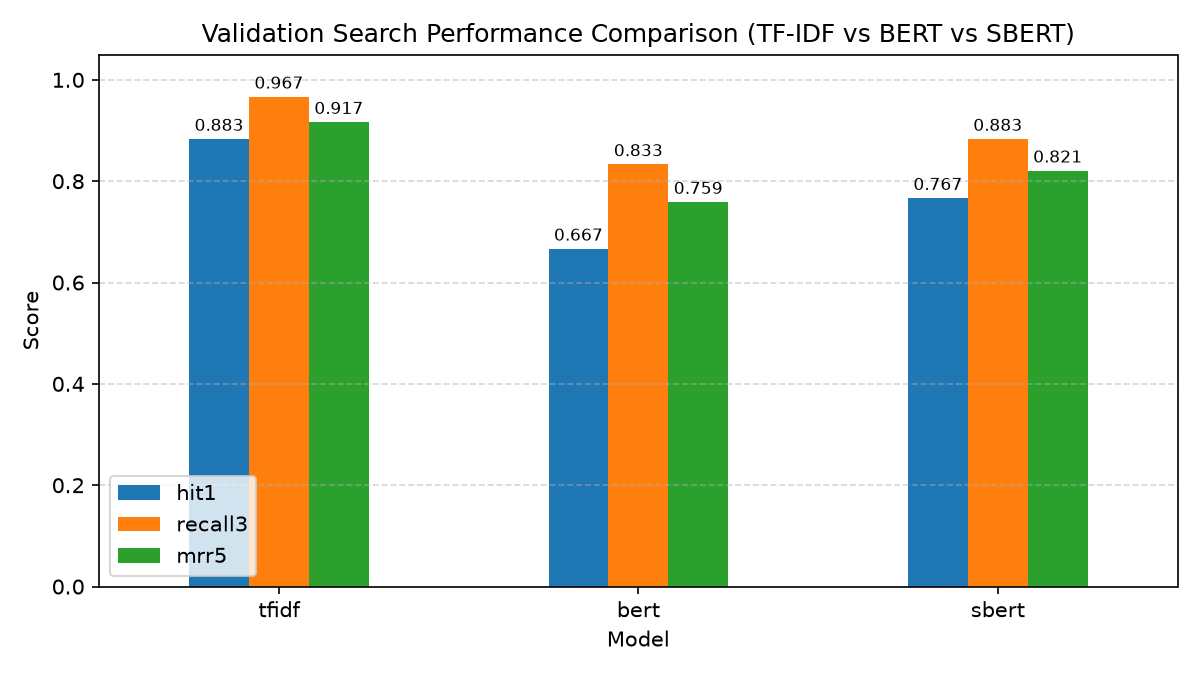 Validation Search Performance Comparison (TF-IDF vs BERT vs SBERT)
Score
1.0
0.8
0.6
0.4
0.2
0.0
0.883
0.967
0.917
0.667
0.833
0.759
0.767
0.883
0.821
hit1
recall3
mrr5
tfidf
bert
sbert
Model